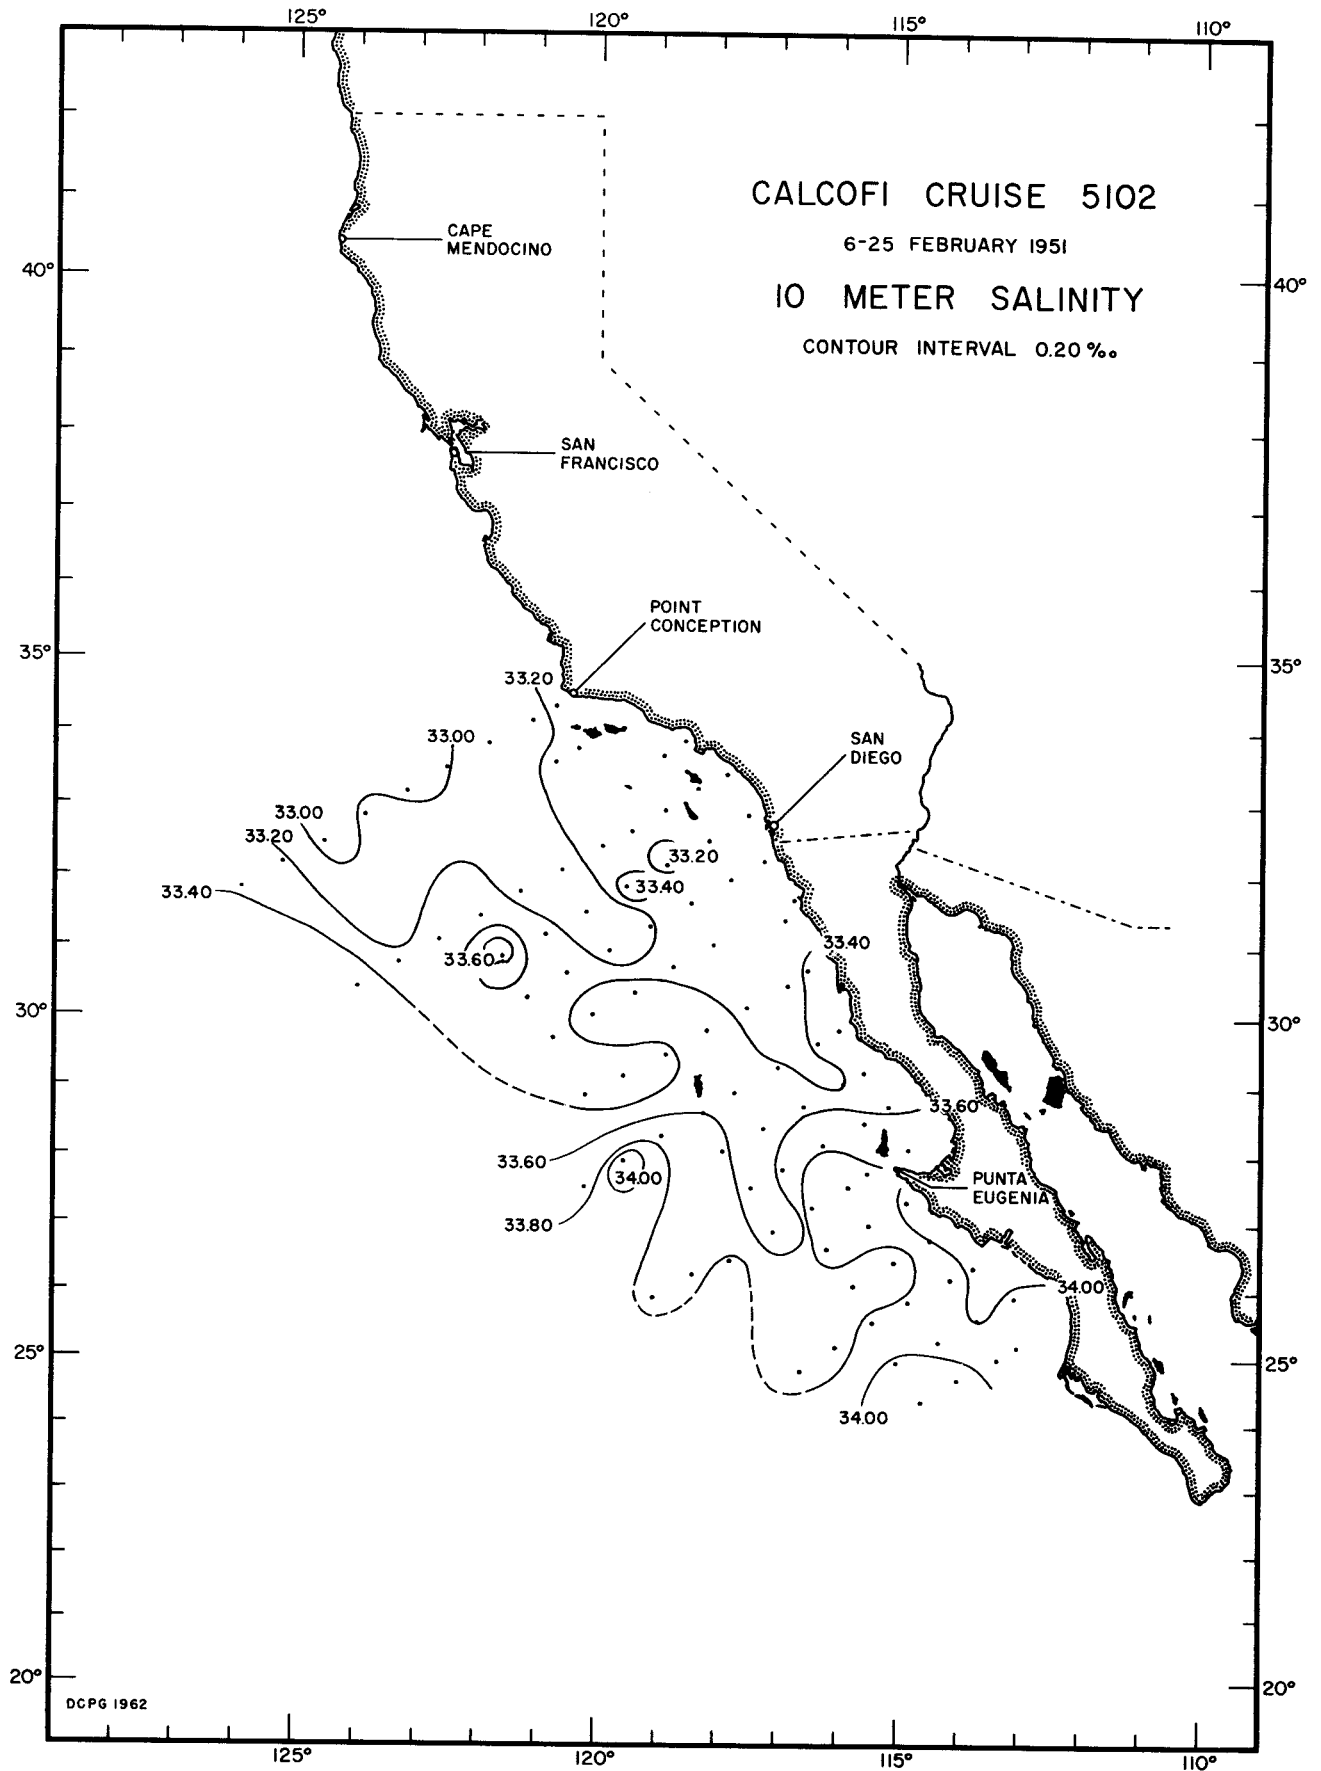 125° 120° 115° 110°
CALCOFI CRUISE 5102
6-25 FEBRUARY 1951
10 METER SALINITY
CONTOUR INTERVAL 0.20 ‰
CAPE
MENDOCINO
40° 40°
SAN
FRANCISCO
POINT
CONCEPTION
35° 35°
33.20
33.00
SAN
DIEGO
33.00
33.20
33.20
33.40
33.40
33.40
33.60
30° 30°
33.60
33.60
34.00
PUNTA
EUGENIA
33.80
34.00
25° 25°
34.00
20° 20°
DCPG 1962
125° 120° 115° 110°